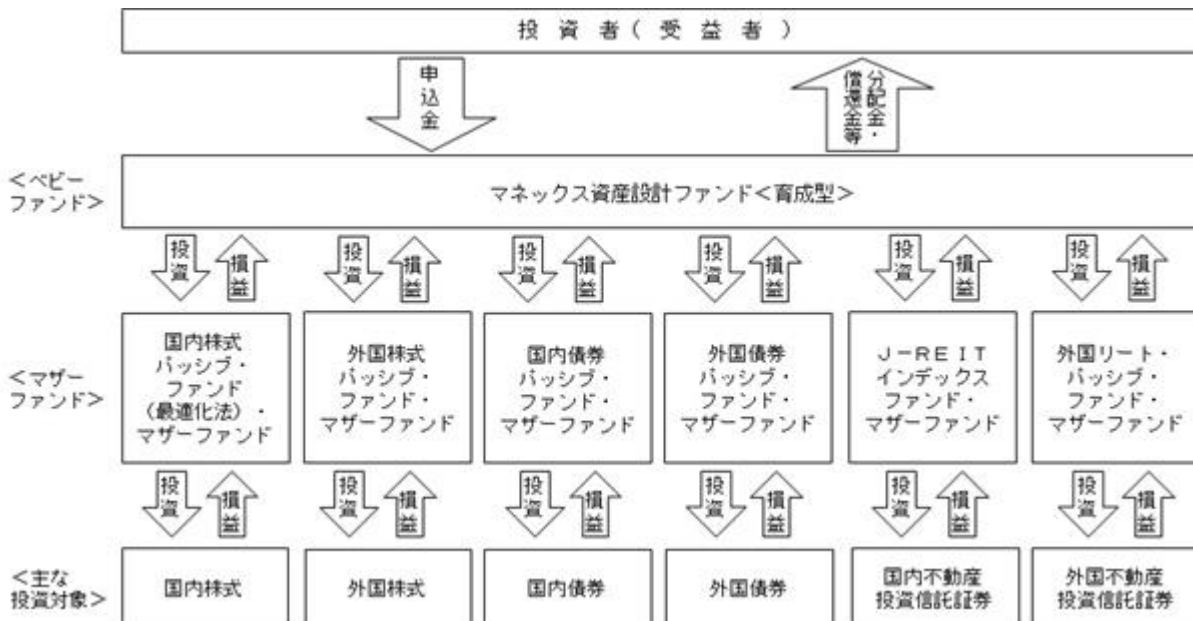 投資者(受益者)
申込金
分配金・
償還金等
<ベビー
ファンド>
マネックス資産設計ファンド<育成型>
投資
損益
投資
損益
投資
損益
投資
損益
投資
損益
投資
損益
<マザー
ファンド>
国内株式
パッシブ・
ファンド
(最適化法)・
マザーファンド
外国株式
パッシブ・
ファンド・
マザーファンド
国内債券
パッシブ・
ファンド・
マザーファンド
外国債券
パッシブ・
ファンド・
マザーファンド
J-REIT
インデックス
ファンド・
マザーファンド
外国リート・
パッシブ・
ファンド・
マザーファンド
投資
損益
投資
損益
投資
損益
投資
損益
投資
損益
投資
損益
<主な
投資対象>
国内株式
外国株式
国内債券
外国債券
国内不動産
投資信託証券
外国不動産
投資信託証券